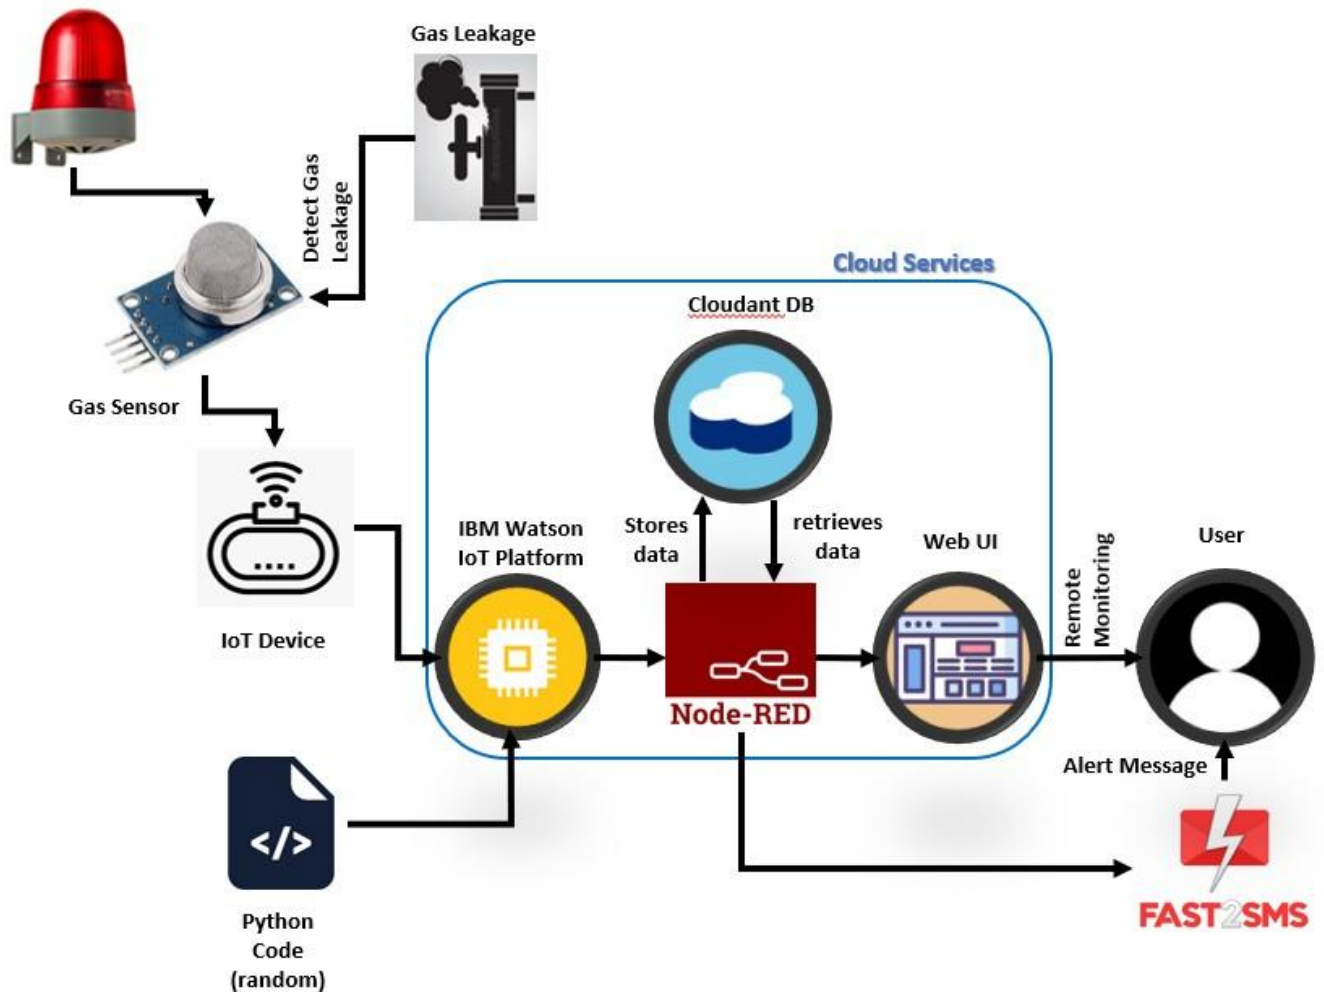 Gas Leakage
Detect Gas
Leakage
Cloud Services
Cloudant DB
Gas Sensor
Stores
data
retrieves
data
IBM Watson
IoT Platform
Web UI
Remote
Monitoring
User
IoT Device
Node-RED
Alert Message
</>
FAST2SMS
Python
Code
(random)